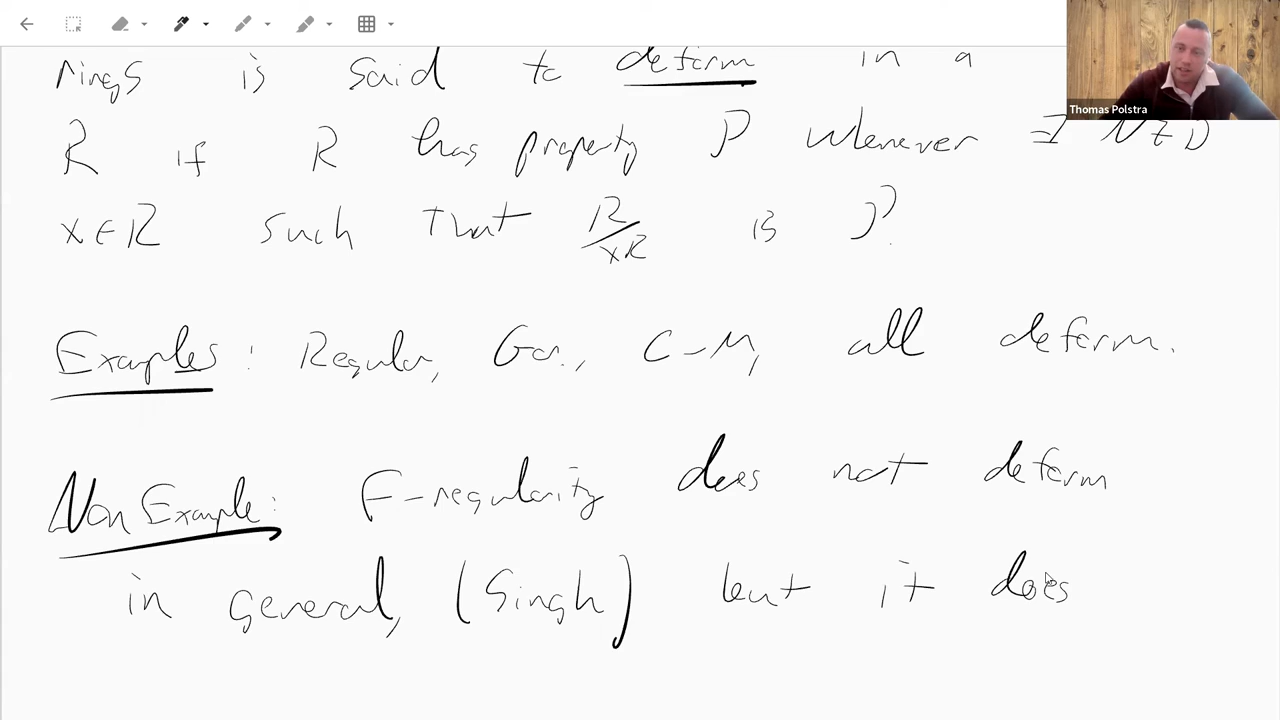 Thomas Polstra
rings is said to deform in a
R if R has property P whenever ∃ NZD
x∈R such that R/xR is P.
Examples: Regular, Gor., C-M, all deform.
Non Example: F-regularity does not deform
in general, (Singh) but it does